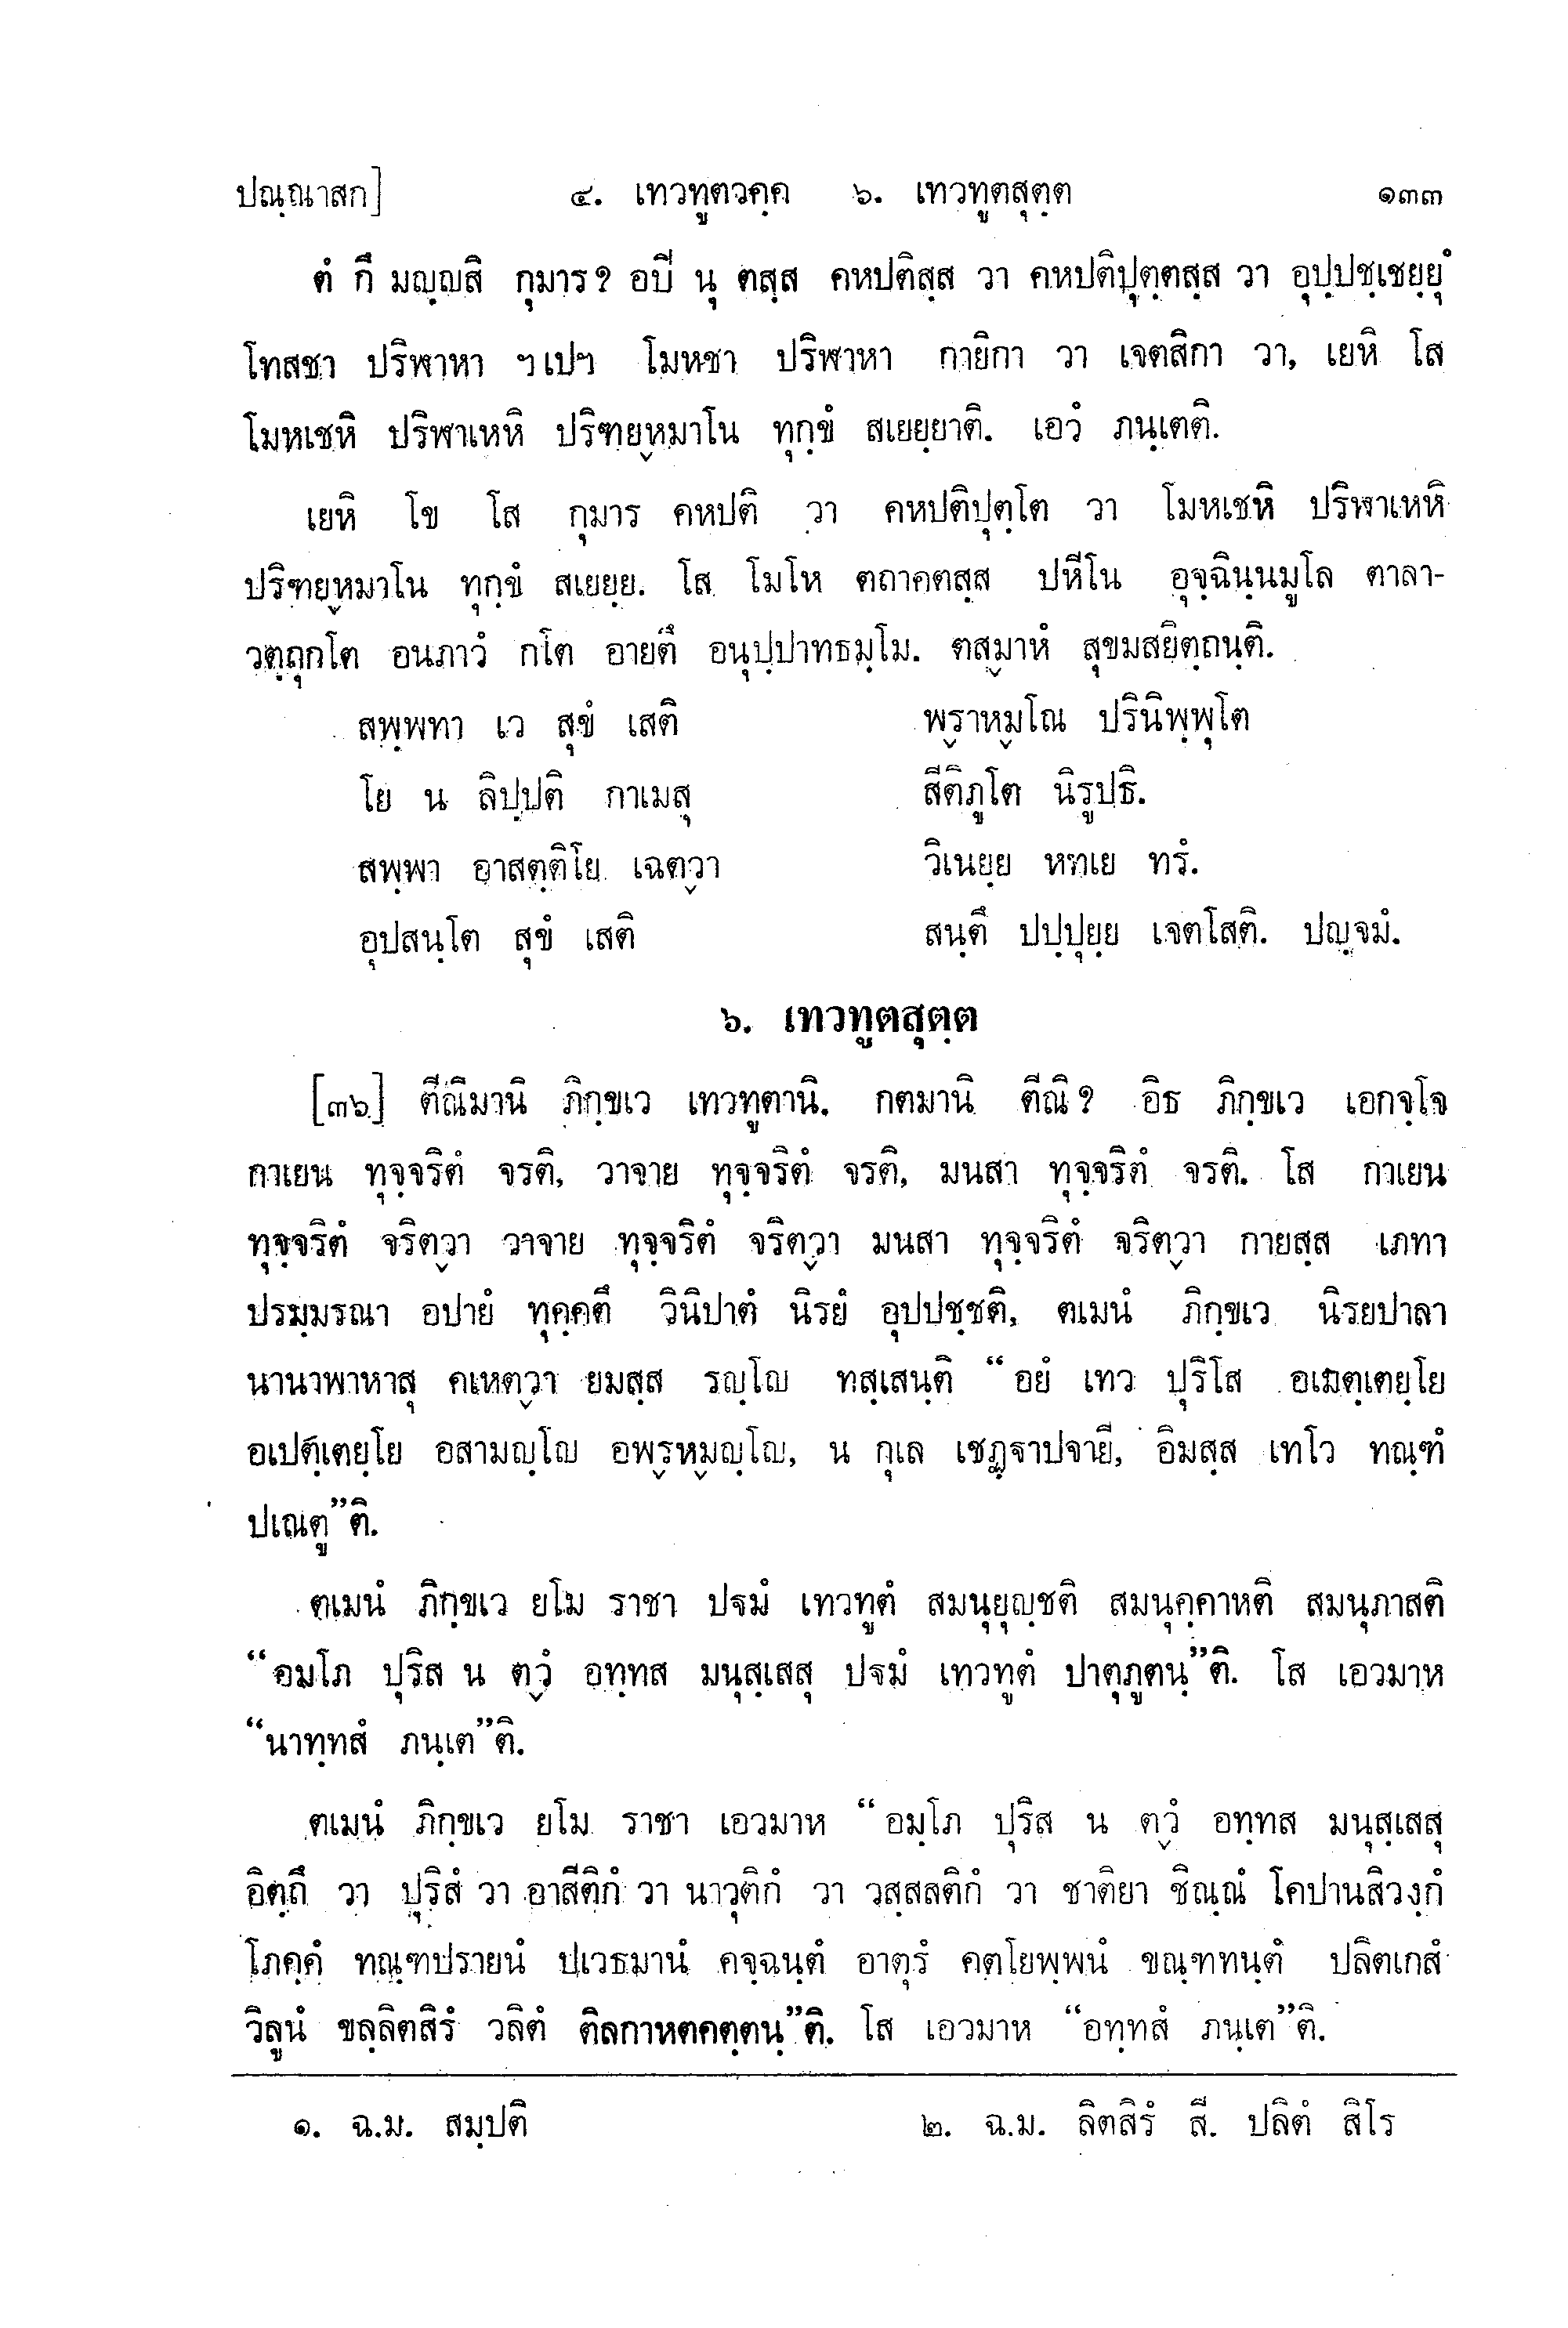 ปณฺณาสก] ๔. เทวทูตวคฺค ๖. เทวทูตสุตฺต ๑๓๓
ตํ กึ มญฺญสิ กุมาร? อปิ นุ ตสฺส คหปติสฺส วา คหปติปุตฺตสฺส วา อุปฺปชฺเชยฺยุํ
โทสชา ปริฬาหา ฯเปฯ โมหชา ปริฬาหา กายิกา วา เจตสิกา วา, เยหิ โส
โมหเชหิ ปริฬาเหหิ ปริฑยฺหมาโน ทุกฺขํ สเยยฺยาติ. เอวํ ภนฺเตติ.
เยหิ โข โส กุมาร คหปติ วา คหปติปุตฺโต วา โมหเชหิ ปริฬาเหหิ
ปริฑยฺหมาโน ทุกฺขํ สเยยฺย. โส โมโห ตถาคตสฺส ปหีโน อุจฺฉินฺนมูโล ตาลา-
วตฺถุกโต อนภาวํ กโต อายตึ อนุปฺปาทธมฺโม. ตสฺมาหํ สุขมสยิตฺถนฺติ.
สพฺพทา เว สุขํ เสติ พฺราหฺมโณ ปรินิพฺพุโต
โย น ลิปฺปติ กาเมสุ สีติภูโต นิรูปธิ.
สพฺพา อาสตฺติโย เฉตฺวา วิเนยฺย หทเย ทรํ.
อุปสนฺโต สุขํ เสติ สนฺตึ ปปฺปุยฺย เจตโสติ. ปญฺจมํ.
๖. เทวทูตสุตฺต
[๓๖] ตีณิมานิ ภิกฺขเว เทวทูตานิ. กตมานิ ตีณิ? อิธ ภิกฺขเว เอกจฺโจ
กาเยน ทุจฺจริตํ จรติ, วาจาย ทุจฺจริตํ จรติ, มนสา ทุจฺจริตํ จรติ. โส กาเยน
ทุจฺจริตํ จริตฺวา วาจาย ทุจฺจริตํ จริตฺวา มนสา ทุจฺจริตํ จริตฺวา กายสฺส เภทา
ปรมฺมรณา อปายํ ทุคฺคตึ วินิปาตํ นิรยํ อุปปชฺชติ, ตเมนํ ภิกฺขเว นิรยปาลา
นานาพาหาสุ คเหตฺวา ยมสฺส รญฺโญ ทสฺเสนฺติ “อยํ เทว ปุริโส อเมตฺเตยฺโย
อเปตฺเตยฺโย อสามญฺโญ อพฺรหฺมญฺโญ, น กุเล เชฏฺฐาปจายี, อิมสฺส เทโว ทณฺฑํ
ปเณตู”ติ.
ตเมนํ ภิกฺขเว ยโม ราชา ปฐมํ เทวทูตํ สมนุยุญฺชติ สมนุคฺคาหติ สมนุภาสติ
“อมฺโภ ปุริส น ตฺวํ อทฺทส มนุสฺเสสุ ปฐมํ เทวทูตํ ปาตุภูตนฺ”ติ. โส เอวมาห
“นาทฺทสํ ภนฺเต”ติ.
ตเมนํ ภิกฺขเว ยโม ราชา เอวมาห “อมฺโภ ปุริส น ตฺวํ อทฺทส มนุสฺเสสุ
อิตฺถึ วา ปุริสํ วา อาสีติกํ วา นาวุติกํ วา วสฺสสติกํ วา ชาติยา ชิณฺณํ โคปานสิวงฺกํ
โภคฺคํ ทณฺฑปรายนํ ปเวธมานํ คจฺฉนฺตํ อาตุรํ คตโยพฺพนํ ขณฺฑทนฺตํ ปลิตเกสํ
วิลูนํ ขลฺลิตสิรํ วลิตํ ติลกาหตคตฺตนฺ”ติ. โส เอวมาห “อทฺทสํ ภนฺเต”ติ.
๑. ฉ.ม. สมฺปติ ๒. ฉ.ม. ลิตสิรํ สี. ปลิตํ สิโร